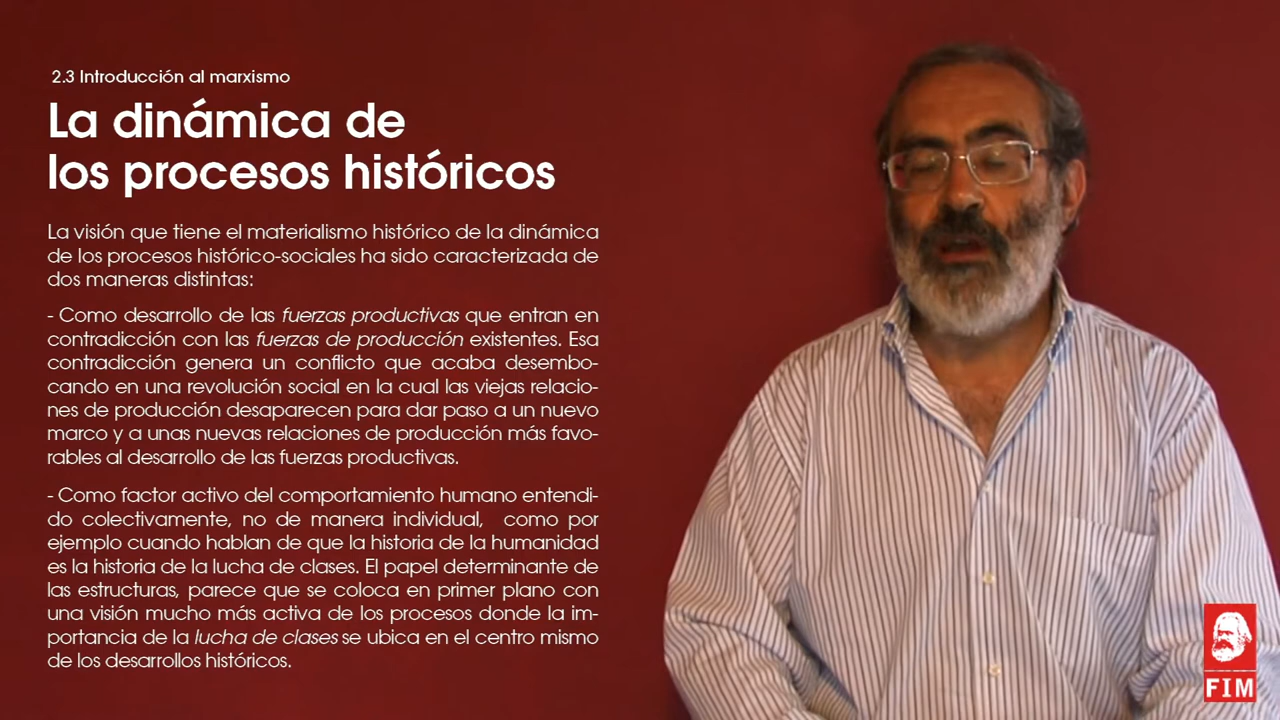 2.3 Introducción al marxismo
La dinámica de
los procesos históricos
La visión que tiene el materialismo histórico de la dinámica
de los procesos histórico-sociales ha sido caracterizada de
dos maneras distintas:
- Como desarrollo de las fuerzas productivas que entran en
contradicción con las fuerzas de producción existentes. Esa
contradicción genera un conflicto que acaba desembo-
cando en una revolución social en la cual las viejas relacio-
nes de producción desaparecen para dar paso a un nuevo
marco y a unas nuevas relaciones de producción más favo-
rables al desarrollo de las fuerzas productivas.
- Como factor activo del comportamiento humano entendi-
do colectivamente, no de manera individual, como por
ejemplo cuando hablan de que la historia de la humanidad
es la historia de la lucha de clases. El papel determinante de
las estructuras, parece que se coloca en primer plano con
una visión mucho más activa de los procesos donde la im-
portancia de la lucha de clases se ubica en el centro mismo
de los desarrollos históricos.
FIM